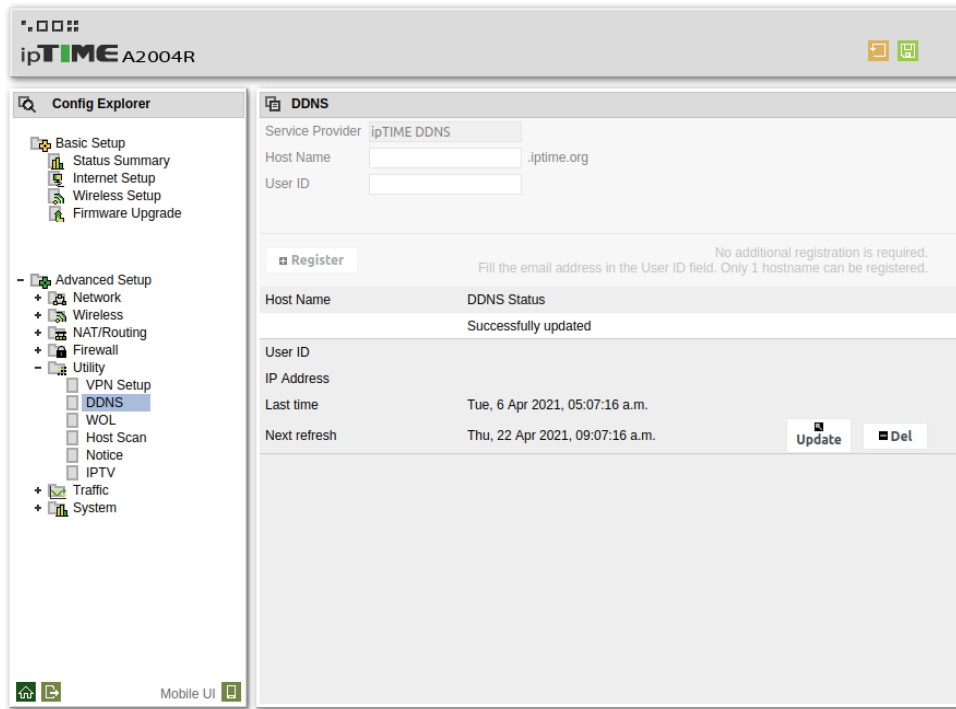 ipTIME A2004R
Config Explorer
Basic Setup
Status Summary
Internet Setup
Wireless Setup
Firmware Upgrade
Advanced Setup
Network
Wireless
NAT/Routing
Firewall
Utility
VPN Setup
DDNS
WOL
Host Scan
Notice
IPTV
Traffic
System
Mobile UI
DDNS
Service Provider ipTIME DDNS
Host Name .iptime.org
User ID
Register
No additional registration is required.
Fill the email address in the User ID field. Only 1 hostname can be registered.
Host Name DDNS Status
Successfully updated
User ID
IP Address
Last time Tue, 6 Apr 2021, 05:07:16 a.m.
Next refresh Thu, 22 Apr 2021, 09:07:16 a.m. Update Del